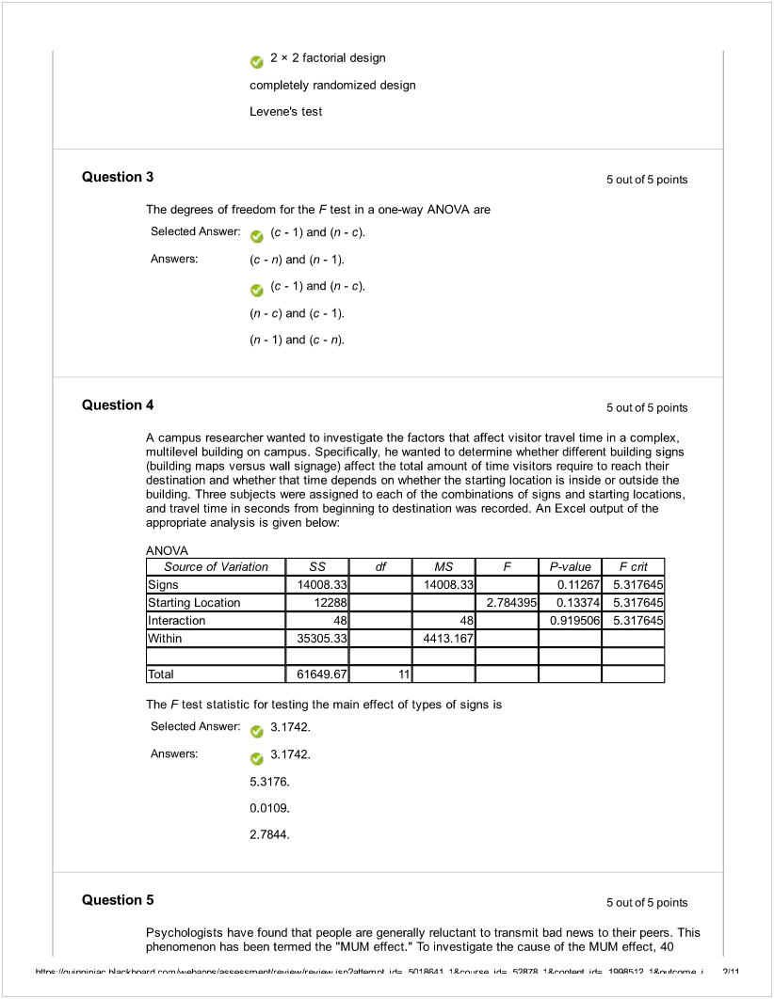 2 × 2 factorial design
completely randomized design
Levene's test
Question 3
5 out of 5 points
The degrees of freedom for the F test in a one-way ANOVA are
Selected Answer: (c - 1) and (n - c).
Answers: (c - n) and (n - 1).
(c - 1) and (n - c).
(n - c) and (c - 1).
(n - 1) and (c - n).
Question 4
5 out of 5 points
A campus researcher wanted to investigate the factors that affect visitor travel time in a complex,
multilevel building on campus. Specifically, he wanted to determine whether different building signs
(building maps versus wall signage) affect the total amount of time visitors require to reach their
destination and whether that time depends on whether the starting location is inside or outside the
building. Three subjects were assigned to each of the combinations of signs and starting locations,
and travel time in seconds from beginning to destination was recorded. An Excel output of the
appropriate analysis is given below:
ANOVA
Source of Variation SS df MS F P-value F crit
Signs 14008.33 14008.33 0.11267 5.317645
Starting Location 12288 2.784395 0.13374 5.317645
Interaction 48 48 0.919506 5.317645
Within 35305.33 4413.167
Total 61649.67 11
The F test statistic for testing the main effect of types of signs is
Selected Answer: 3.1742.
Answers: 3.1742.
5.3176.
0.0109.
2.7844.
Question 5
5 out of 5 points
Psychologists have found that people are generally reluctant to transmit bad news to their peers. This
phenomenon has been termed the "MUM effect." To investigate the cause of the MUM effect, 40
https://quinnipiac.blackboard.com/webapps/assessment/review/review.jsp?attempt_id=_5018641_1&course_id=_52878_1&content_id=_1998512_1&outcome_i… 2/11